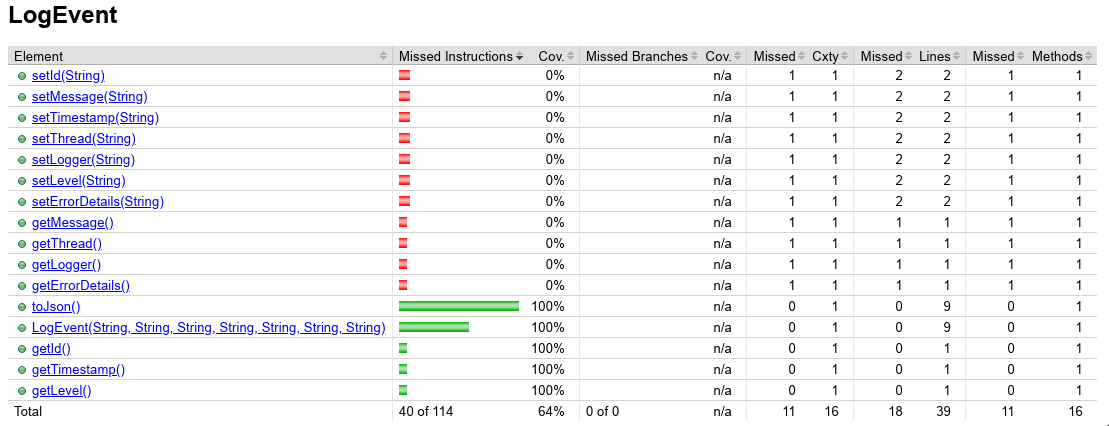 LogEvent
Element Missed Instructions Cov. Missed Branches Cov. Missed Cxty Missed Lines Missed Methods
setId(String) 0% n/a 1 1 2 2 1 1
setMessage(String) 0% n/a 1 1 2 2 1 1
setTimestamp(String) 0% n/a 1 1 2 2 1 1
setThread(String) 0% n/a 1 1 2 2 1 1
setLogger(String) 0% n/a 1 1 2 2 1 1
setLevel(String) 0% n/a 1 1 2 2 1 1
setErrorDetails(String) 0% n/a 1 1 2 2 1 1
getMessage() 0% n/a 1 1 1 1 1 1
getThread() 0% n/a 1 1 1 1 1 1
getLogger() 0% n/a 1 1 1 1 1 1
getErrorDetails() 0% n/a 1 1 1 1 1 1
toJson() 100% n/a 0 1 0 9 0 1
LogEvent(String, String, String, String, String, String, String) 100% n/a 0 1 0 9 0 1
getId() 100% n/a 0 1 0 1 0 1
getTimestamp() 100% n/a 0 1 0 1 0 1
getLevel() 100% n/a 0 1 0 1 0 1
Total 40 of 114 64% 0 of 0 n/a 11 16 18 39 11 16